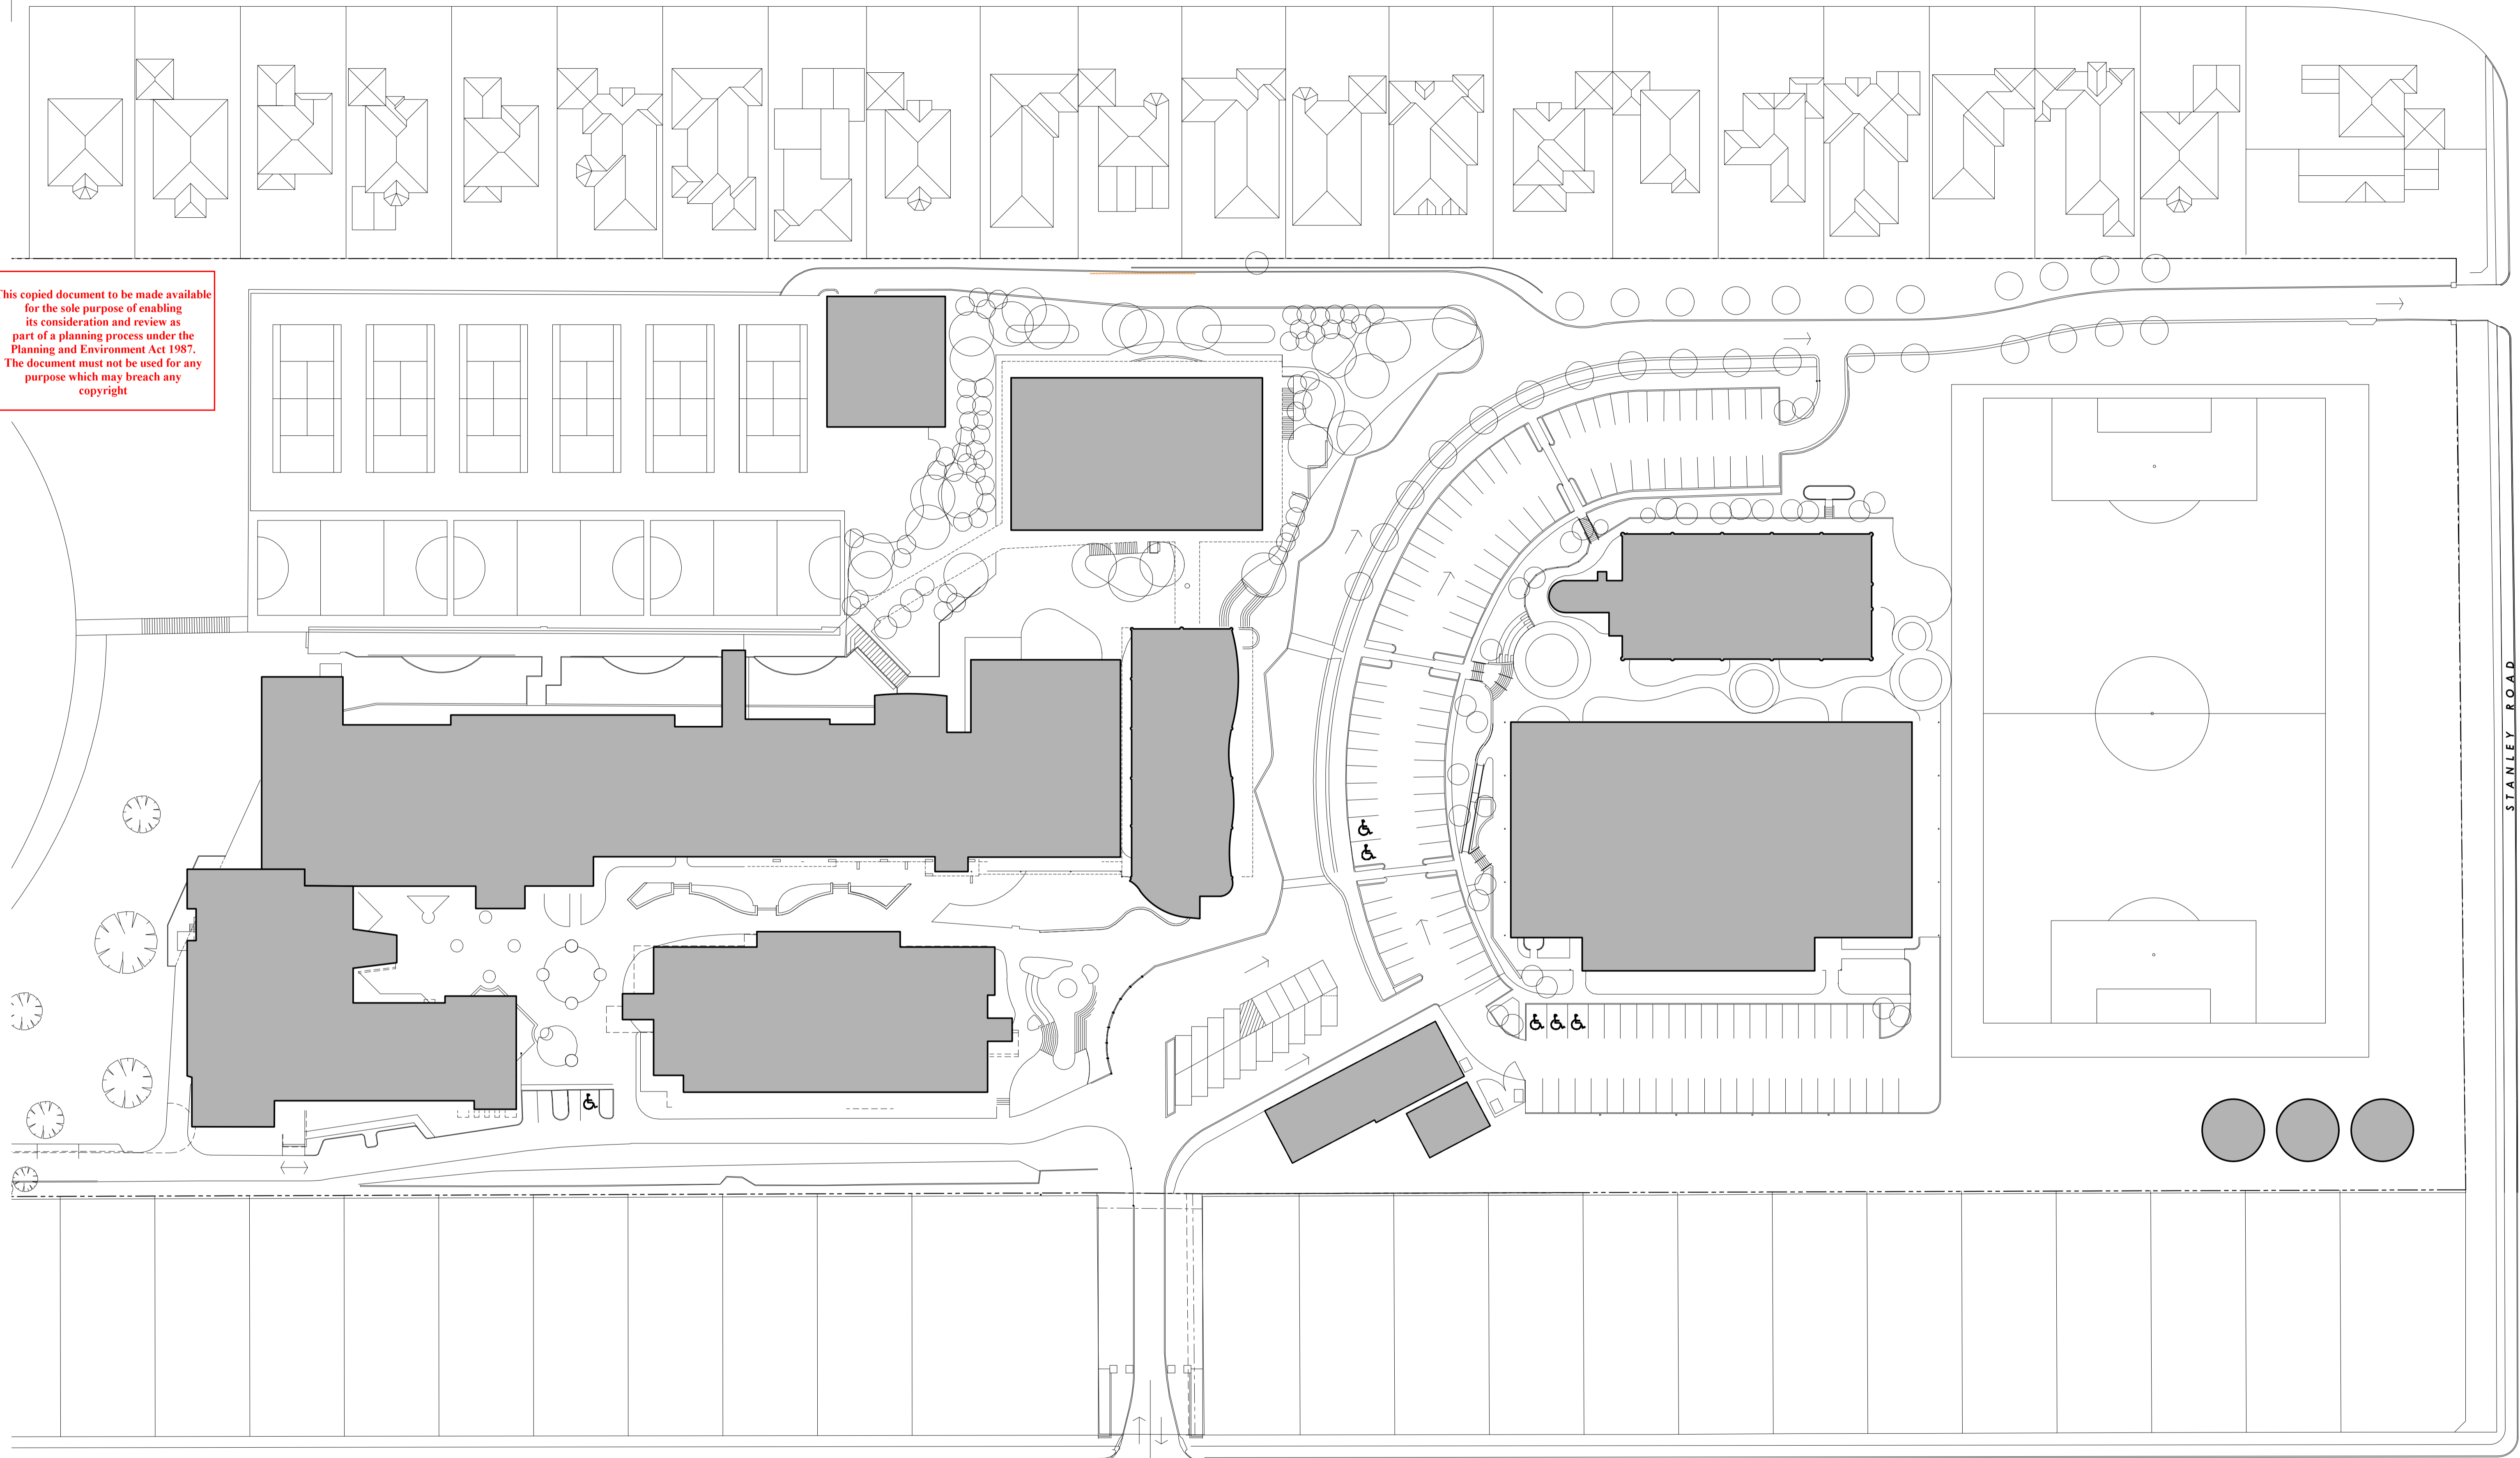 This copied document to be made available
for the sole purpose of enabling
its consideration and review as
part of a planning process under the
Planning and Environment Act 1987.
The document must not be used for any
purpose which may breach any
copyright
STANLEY ROAD